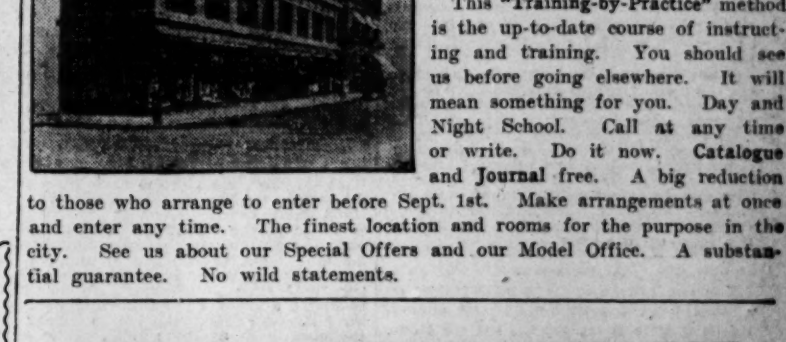 This "Training-by-Practice" method
is the up-to-date course of instruct-
ing and training. You should see
us before going elsewhere. It will
mean something for you. Day and
Night School. Call at any time
or write. Do it now. Catalogue
and Journal free. A big reduction
to those who arrange to enter before Sept. 1st. Make arrangements at once
and enter any time. The finest location and rooms for the purpose in the
city. See us about our Special Offers and our Model Office. A substan-
tial guarantee. No wild statements.